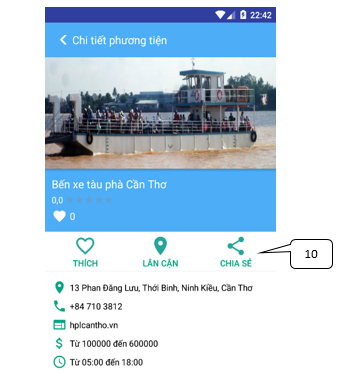 22:42
Chi tiết phương tiện
Bến xe tàu phà Cần Thơ
0,0
0
THÍCH
LÂN CẬN
CHIA SẺ
10
13 Phan Đăng Lưu, Thới Bình, Ninh Kiều, Cần Thơ
+84 710 3812
hplcantho.vn
Từ 100000 đến 600000
Từ 05:00 đến 18:00